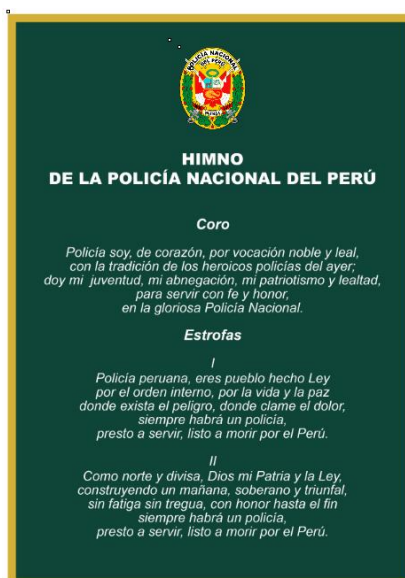 POLICÍA NACIONAL
DEL PERÚ
HIMNO
DE LA POLICÍA NACIONAL DEL PERÚ
Coro
Policía soy, de corazón, por vocación noble y leal,
con la tradición de los heroicos policías del ayer;
doy mi juventud, mi abnegación, mi patriotismo y lealtad,
para servir con fe y honor,
en la gloriosa Policía Nacional.
Estrofas
I
Policía peruana, eres pueblo hecho Ley
por el orden interno, por la vida y la paz
donde exista el peligro, donde clame el dolor,
siempre habrá un policía,
presto a servir, listo a morir por el Perú.
II
Como norte y divisa, Dios mi Patria y la Ley,
construyendo un mañana, soberano y triunfal,
sin fatiga sin tregua, con honor hasta el fin
siempre habrá un policía,
presto a servir, listo a morir por el Perú.